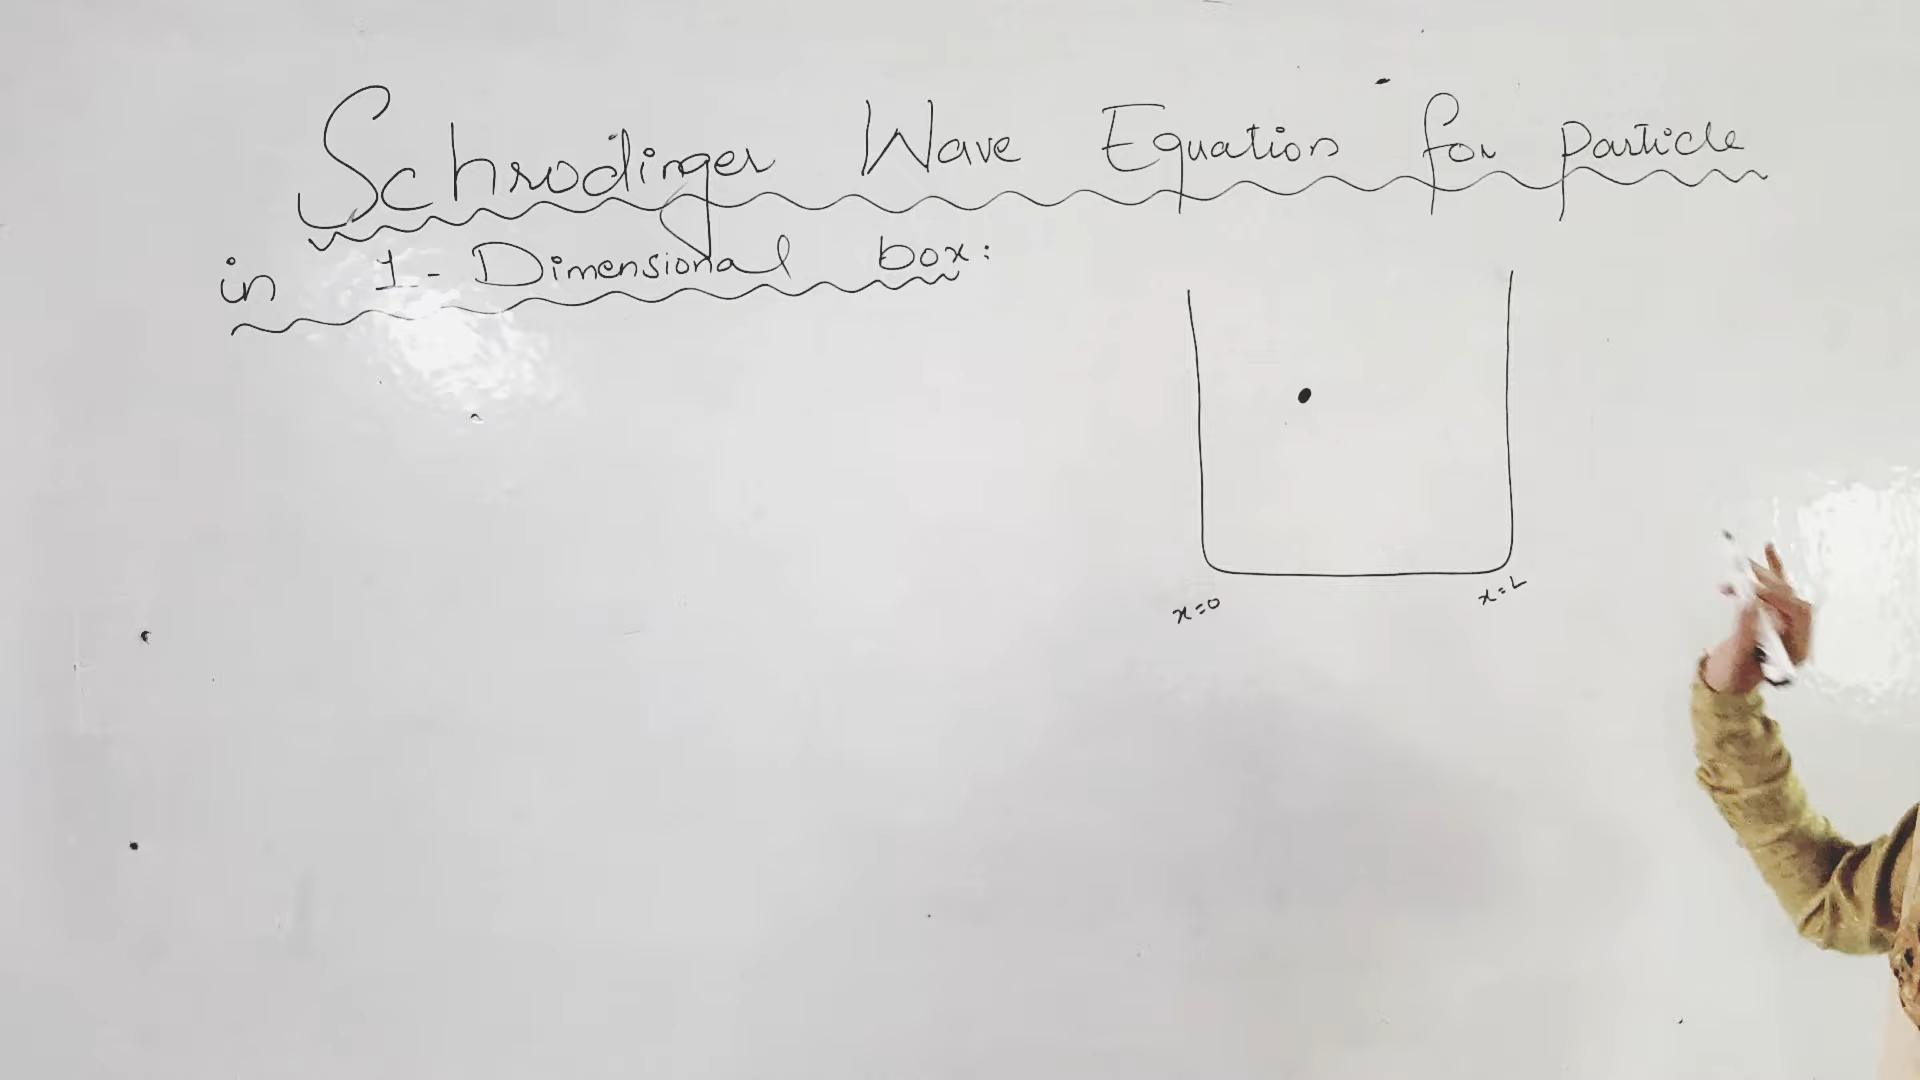 Schrodinger Wave Equation for particle
in 1-Dimensional box:
x=0
x=L